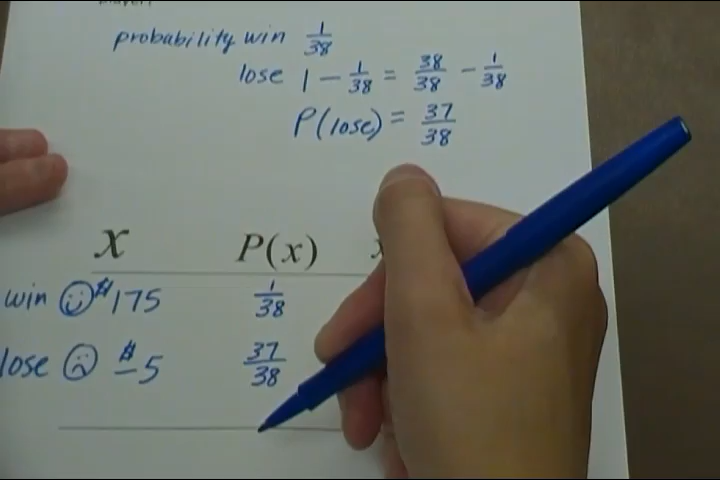 probability win 1/38
lose 1 - 1/38 = 38/38 - 1/38
P(lose) = 37/38
x P(x)
win $175 1/38
lose $-5 37/38